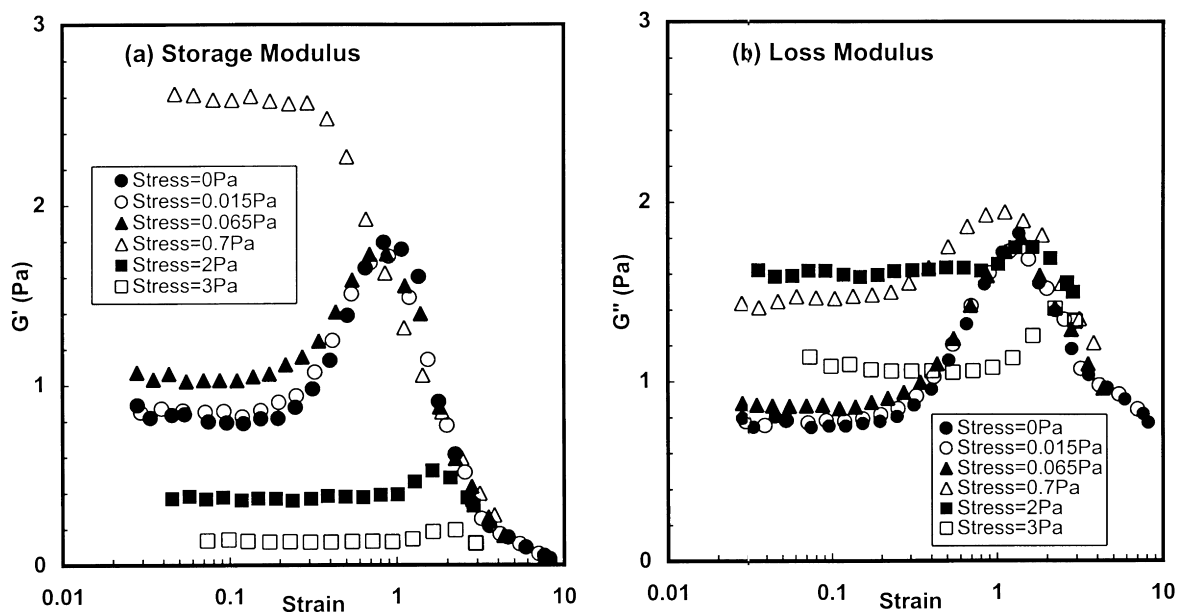 (a) Storage Modulus
G' (Pa)
3
2
1
0
Stress=0Pa
Stress=0.015Pa
Stress=0.065Pa
Stress=0.7Pa
Stress=2Pa
Stress=3Pa
0.01
0.1
1
10
Strain
(b) Loss Modulus
G" (Pa)
3
2
1
0
Stress=0Pa
Stress=0.015Pa
Stress=0.065Pa
Stress=0.7Pa
Stress=2Pa
Stress=3Pa
0.01
0.1
1
10
Strain